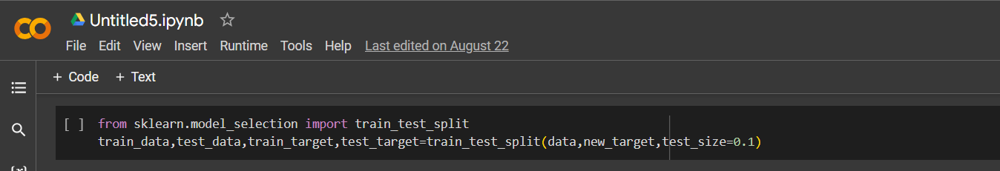 Untitled5.ipynb
File Edit View Insert Runtime Tools Help Last edited on August 22
+ Code + Text
[ ] from sklearn.model_selection import train_test_split
train_data,test_data,train_target,test_target=train_test_split(data,new_target,test_size=0.1)